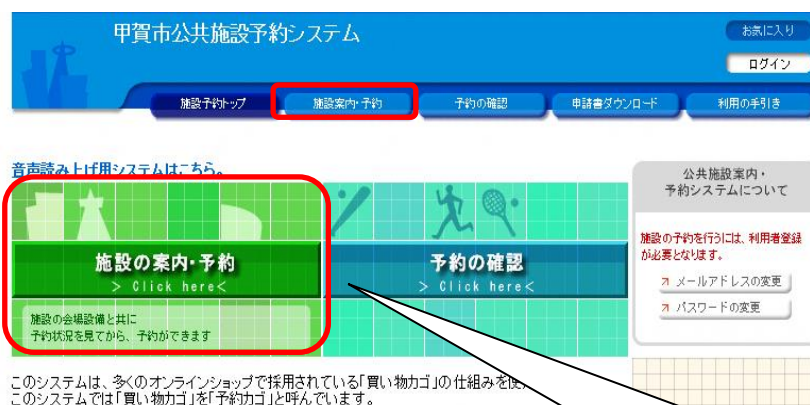 甲賀市公共施設予約システム
お気に入り
ログイン
施設予約トップ
施設案内・予約
予約の確認
申請書ダウンロード
利用の手引き
音声読み上げ用システムはこちら。
施設の案内・予約
> Click here<
施設の会場設備と共に
予約状況を見てから、予約ができます
予約の確認
> Click here<
公共施設案内・
予約システムについて
施設の予約を行うには、利用者登録
が必要となります。
メールアドレスの変更
パスワードの変更
このシステムは、多くのオンラインショップで採用されている「買い物カゴ」の仕組みを
このシステムでは「買い物カゴ」を「予約カゴ」と呼んでいます。